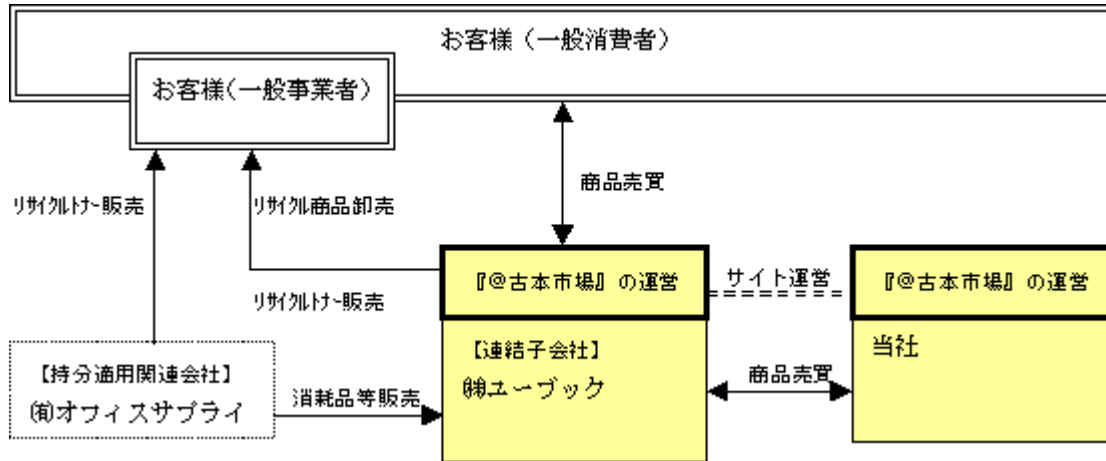 お客様（一般消費者）
お客様（一般事業者）
商品売買
ﾘｻｲｸﾙﾄﾅｰ販売
ﾘｻｲｸﾙ商品卸売
『@古本市場』の運営
サイト運営
『@古本市場』の運営
ﾘｻｲｸﾙﾄﾅｰ販売
【連結子会社】
㈱ユーブック
当社
【持分適用関連会社】
㈲オフィスサプライ
消耗品等販売
商品売買